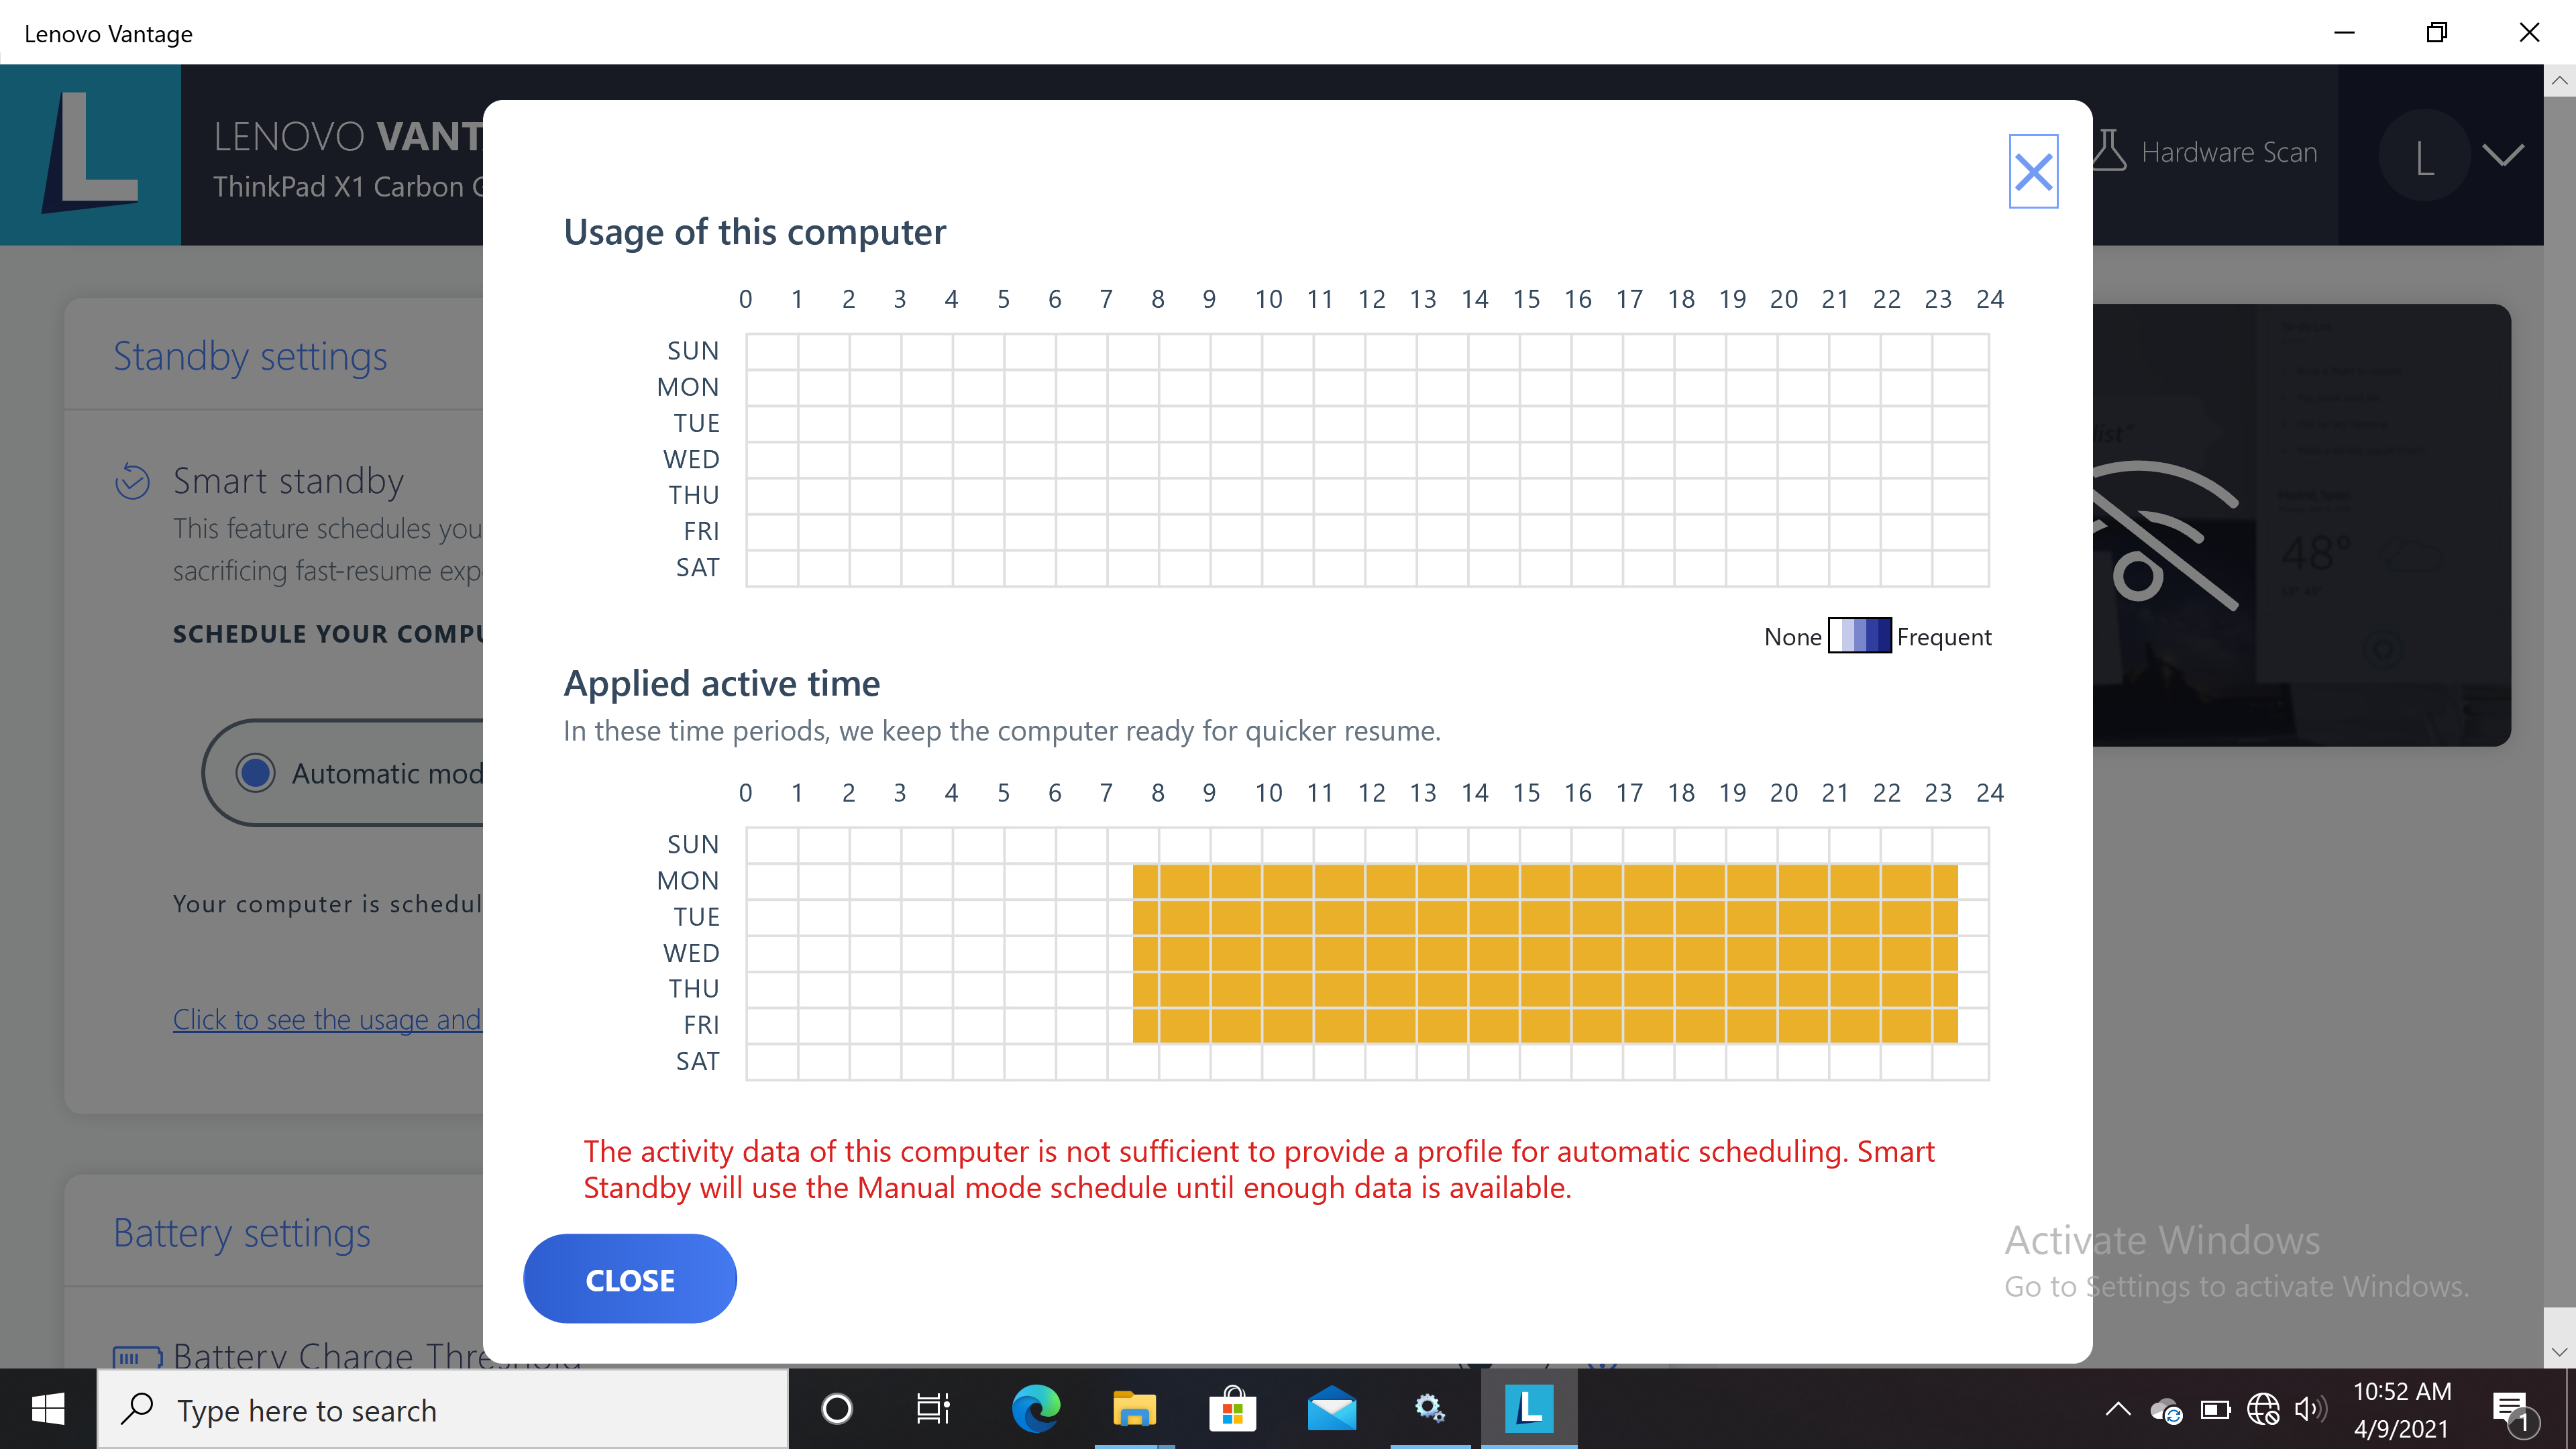 Lenovo Vantage
LENOVO VANT
ThinkPad X1 Carbon G
Hardware Scan
L
Usage of this computer
0 1 2 3 4 5 6 7 8 9 10 11 12 13 14 15 16 17 18 19 20 21 22 23 24
SUN
MON
TUE
WED
THU
FRI
SAT
None Frequent
Applied active time
In these time periods, we keep the computer ready for quicker resume.
0 1 2 3 4 5 6 7 8 9 10 11 12 13 14 15 16 17 18 19 20 21 22 23 24
SUN
MON
TUE
WED
THU
FRI
SAT
The activity data of this computer is not sufficient to provide a profile for automatic scheduling. Smart
Standby will use the Manual mode schedule until enough data is available.
CLOSE
Standby settings
Smart standby
This feature schedules you
sacrificing fast-resume exp
SCHEDULE YOUR COMPU
Automatic mod
Your computer is schedul
Click to see the usage and
Battery settings
Battery Charge Threshold
48°
Activate Windows
Go to Settings to activate Windows.
Type here to search
10:52 AM
4/9/2021
1